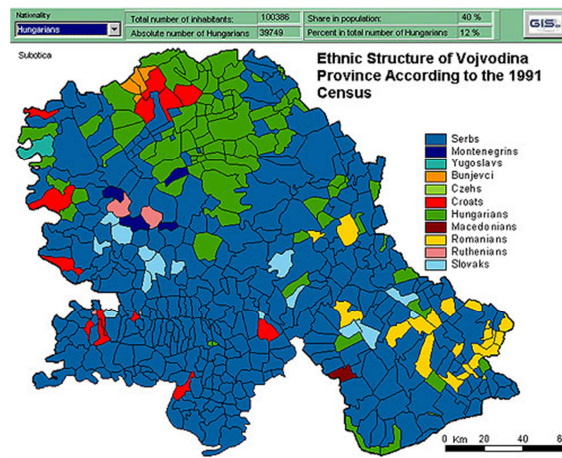 Nationality
Hungarians
Total number of inhabitants: 100386
Share in population: 40 %
Absolute number of Hungarians 39749
Percent in total number of Hungarians 12 %
GIS
Subotica
Ethnic Structure of Vojvodina
Province According to the 1991
Census
Serbs
Montenegrins
Yugoslavs
Bunjevci
Czehs
Croats
Hungarians
Macedonians
Romanians
Ruthenians
Slovaks
0 Km 20 40 6